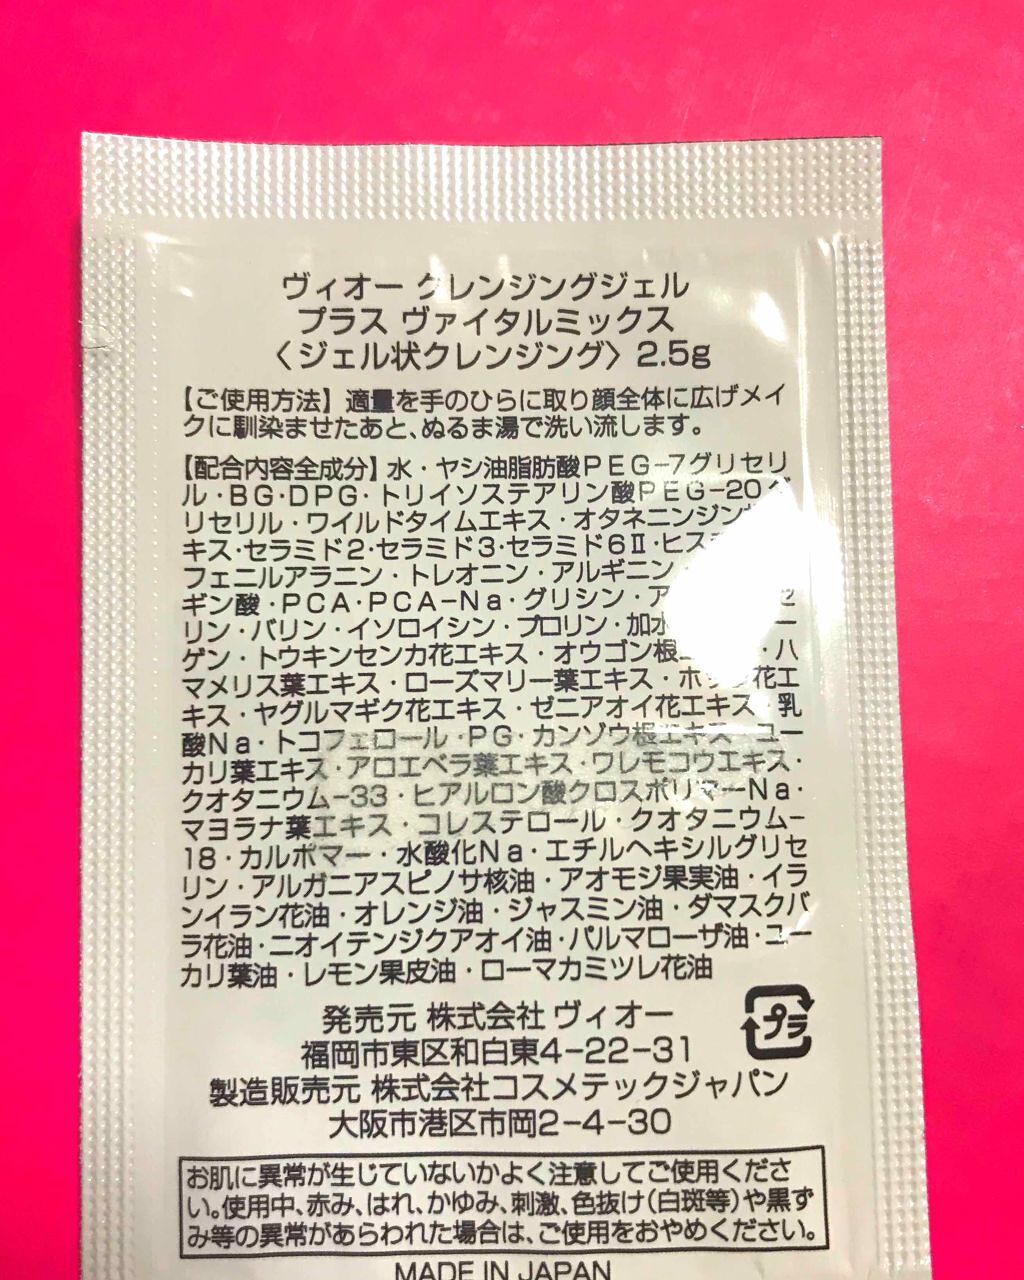 ヴィオー クレンジングジェル
プラス ヴァイタルミックス
〈ジェル状クレンジング〉2.5g
【ご使用方法】適量を手のひらに取り顔全体に広げメイ
クに馴染ませたあと、ぬるま湯で洗い流します。
【配合内容全成分】水・ヤシ油脂肪酸PEG-7グリセリ
ル・BG・DPG・トリイソステアリン酸PEG-20グ
リセリル・ワイルドタイムエキス・オタネニンジン
キス・セラミド2・セラミド3・セラミド6Ⅱ・ヒス
フェニルアラニン・トレオニン・アルギニン
ギン酸・PCA・PCA-Na・グリシン・ア セ
リン・バリン・イソロイシン・プロリン・加水 ー
ゲン・トウキンセンカ花エキス・オウゴン根 ・ハ
マメリス葉エキス・ローズマリー葉エキス・ホップ花エ
キス・ヤグルマギク花エキス・ゼニアオイ花エキス・乳
酸Na・トコフェロール・PG・カンゾウ根エキス・ユー
カリ葉エキス・アロエベラ葉エキス・ワレモコウエキス・
クオタニウム-33・ヒアルロン酸クロスポリマーNa・
マヨラナ葉エキス・コレステロール・クオタニウム-
18・カルボマー・水酸化Na・エチルヘキシルグリセ
リン・アルガニアスピノサ核油・アオモジ果実油・イラ
ンイラン花油・オレンジ油・ジャスミン油・ダマスクバ
ラ花油・ニオイテンジクアオイ油・パルマローザ油・ユー
カリ葉油・レモン果皮油・ローマカミツレ花油
発売元 株式会社 ヴィオー
福岡市東区和白東4-22-31
プラ
製造販売元 株式会社コスメテックジャパン
大阪市港区市岡2-4-30
お肌に異常が生じていないかよく注意してご使用くださ
い。使用中、赤み、はれ、かゆみ、刺激、色抜け(白斑等)や黒ず
み等の異常があらわれた場合は、ご使用をおやめください。
MADE IN JAPAN